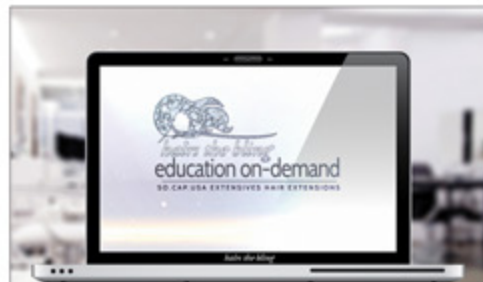 hairs the bling
education on-demand
SO.CAP.USA EXTENSIVES HAIR EXTENSIONS
hairs the bling